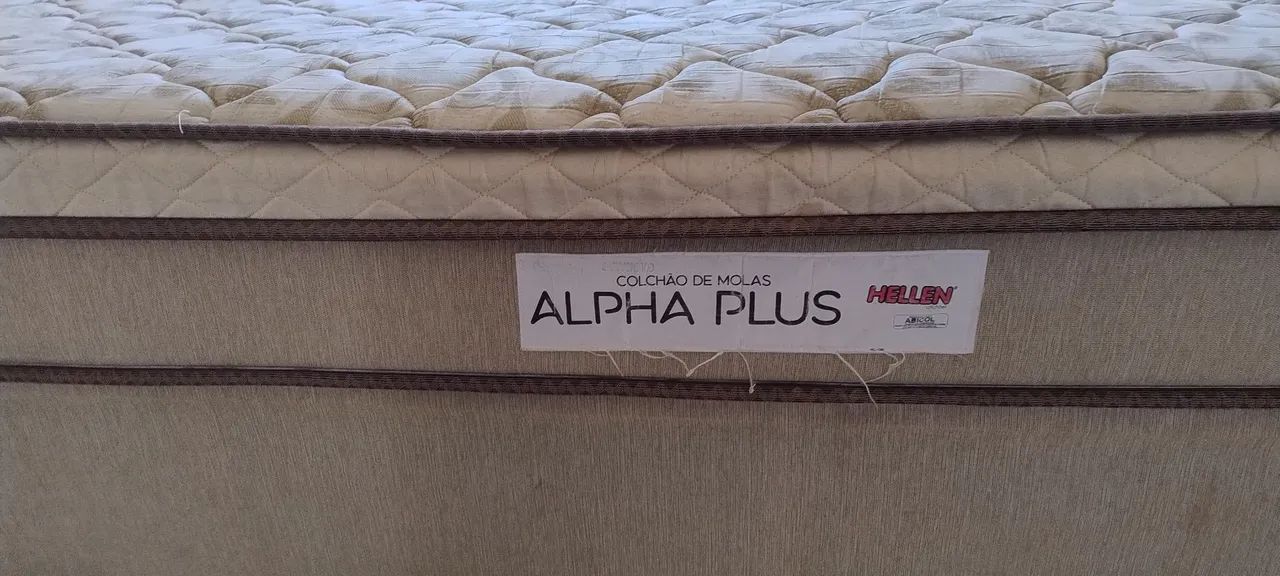 COLCHÃO DE MOLAS
ALPHA PLUS
HELLEN
ABICOL